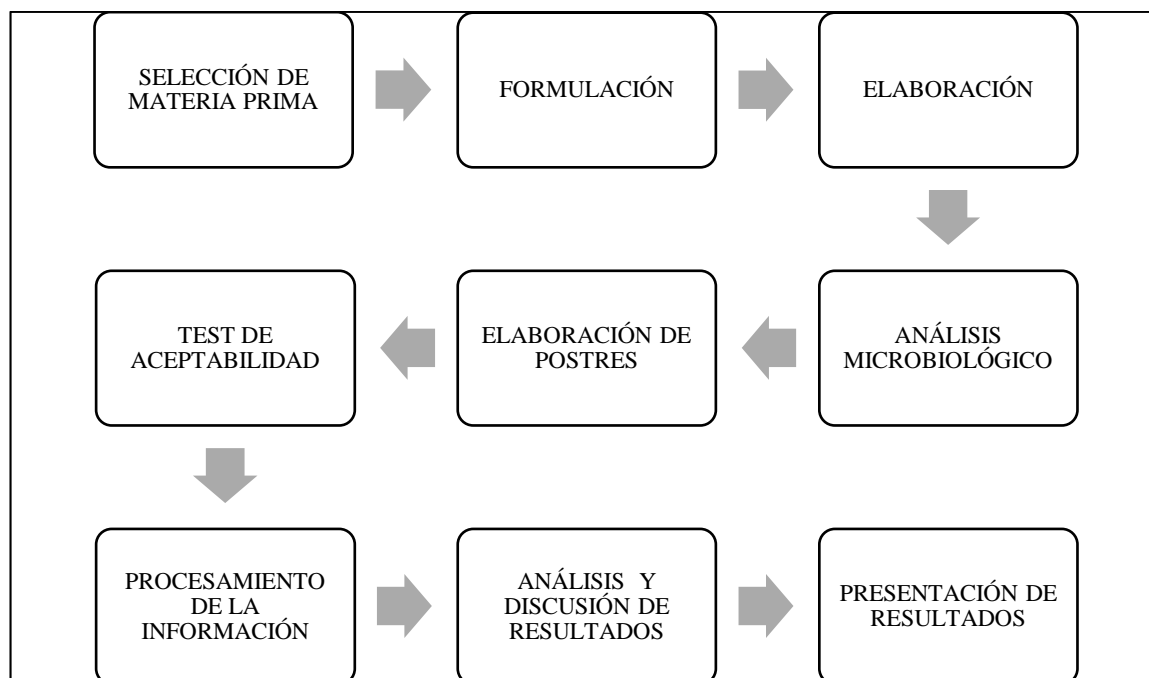 SELECCIÓN DE
MATERIA PRIMA
FORMULACIÓN
ELABORACIÓN
ANÁLISIS
MICROBIOLÓGICO
ELABORACIÓN DE
POSTRES
TEST DE
ACEPTABILIDAD
PROCESAMIENTO
DE LA
INFORMACIÓN
ANÁLISIS Y
DISCUSIÓN DE
RESULTADOS
PRESENTACIÓN DE
RESULTADOS